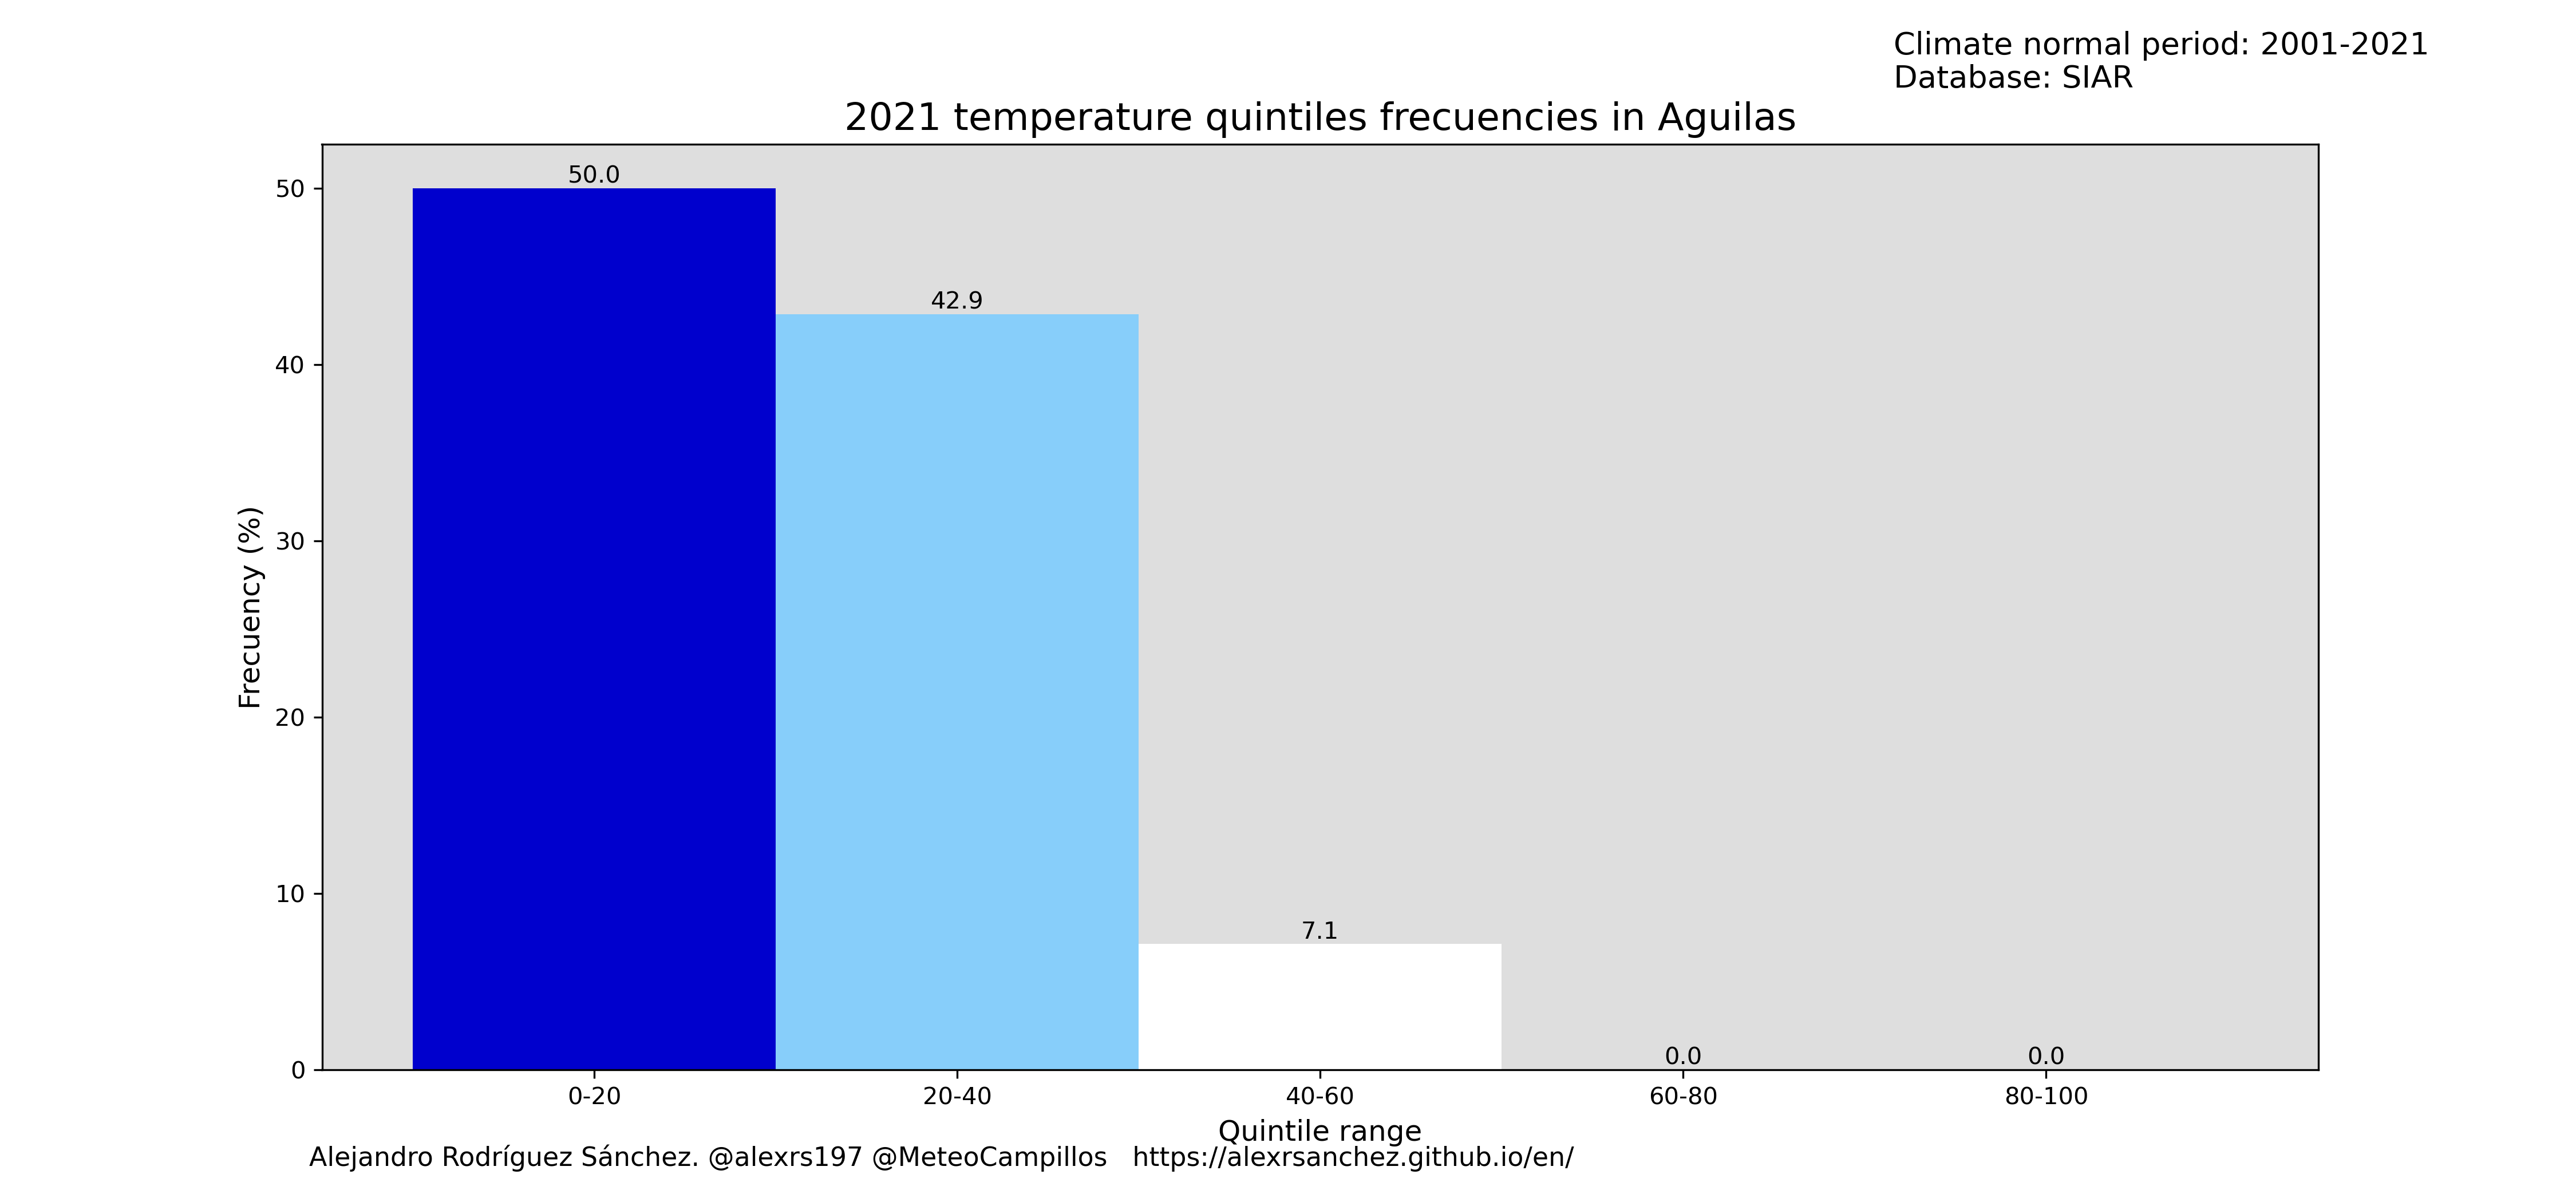 Climate normal period: 2001-2021
Database: SIAR
2021 temperature quintiles frecuencies in Aguilas
50.0
42.9
7.1
0.0
0.0
50
40
30
20
10
0
Frecuency (%)
0-20
20-40
40-60
60-80
80-100
Quintile range
Alejandro Rodríguez Sánchez. @alexrs197 @MeteoCampillos https://alexrsanchez.github.io/en/